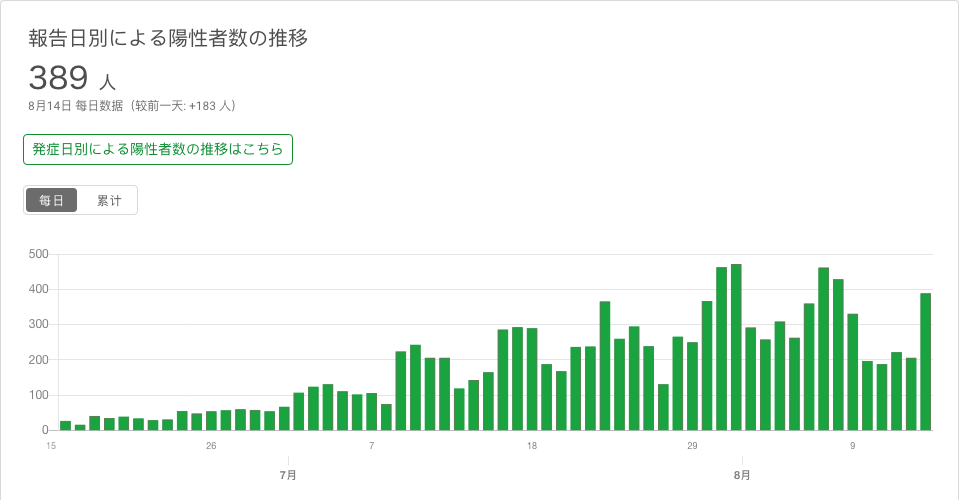 報告日別による陽性者数の推移
389 人
8月14日 每日数据（较前一天: +183 人）
発症日別による陽性者数の推移はこちら
每日 累计
500
400
300
200
100
0
15 26 7 18 29 9
7月 8月